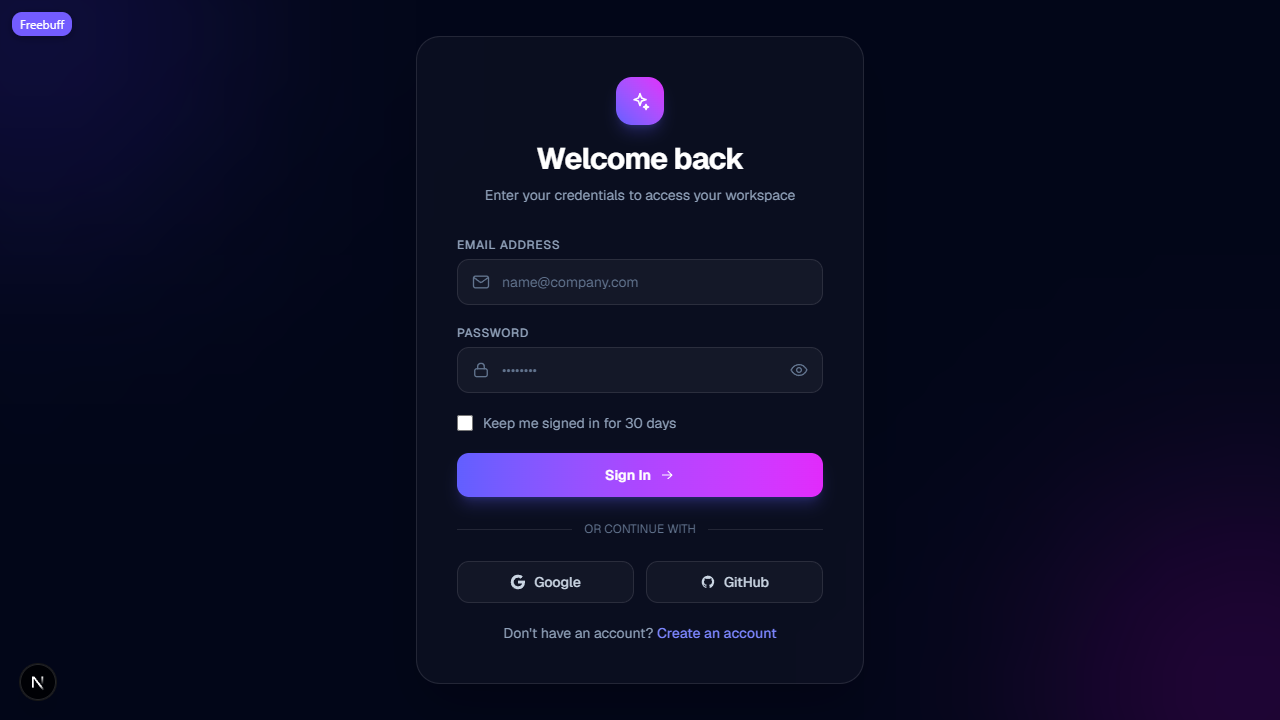 Freebuff
Welcome back
Enter your credentials to access your workspace
EMAIL ADDRESS
name@company.com
PASSWORD
••••••••
Keep me signed in for 30 days
Sign In →
OR CONTINUE WITH
Google
GitHub
Don't have an account? Create an account
N